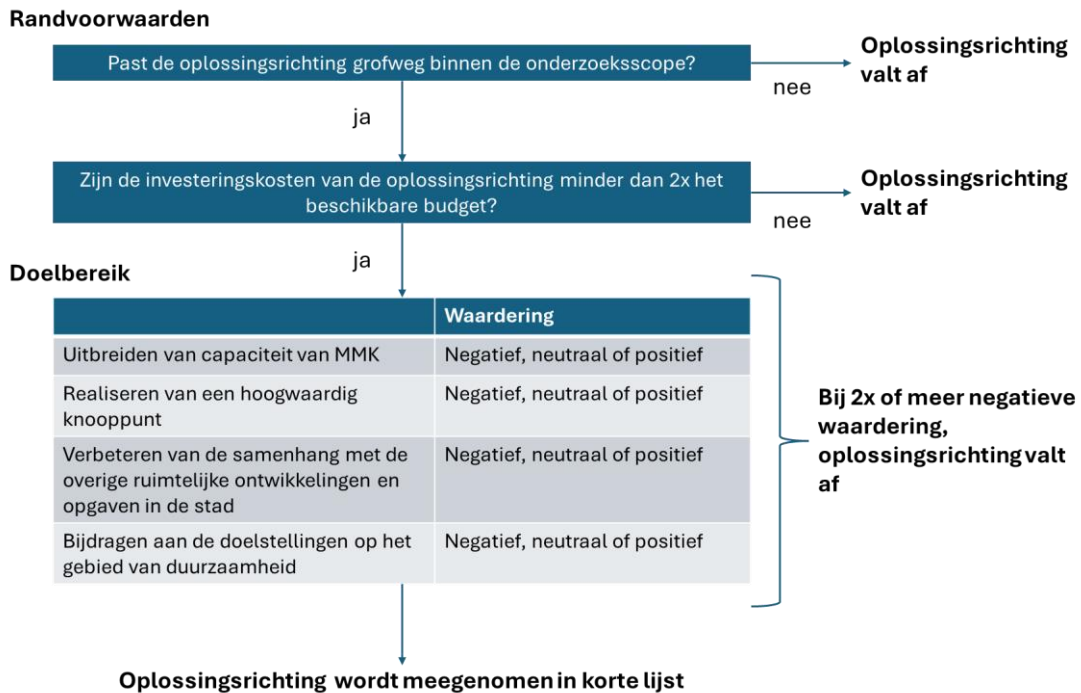 Randvoorwaarden
Past de oplossingsrichting grofweg binnen de onderzoeksscope?
nee
Oplossingsrichting
valt af
ja
Zijn de investeringskosten van de oplossingsrichting minder dan 2x het
beschikbare budget?
nee
Oplossingsrichting
valt af
ja
Doelbereik
Waardering
Uitbreiden van capaciteit van MMK
Negatief, neutraal of positief
Realiseren van een hoogwaardig
knooppunt
Negatief, neutraal of positief
Verbeteren van de samenhang met de
overige ruimtelijke ontwikkelingen en
opgaven in de stad
Negatief, neutraal of positief
Bijdragen aan de doelstellingen op het
gebied van duurzaamheid
Negatief, neutraal of positief
Bij 2x of meer negatieve
waardering,
oplossingsrichting valt
af
Oplossingsrichting wordt meegenomen in korte lijst